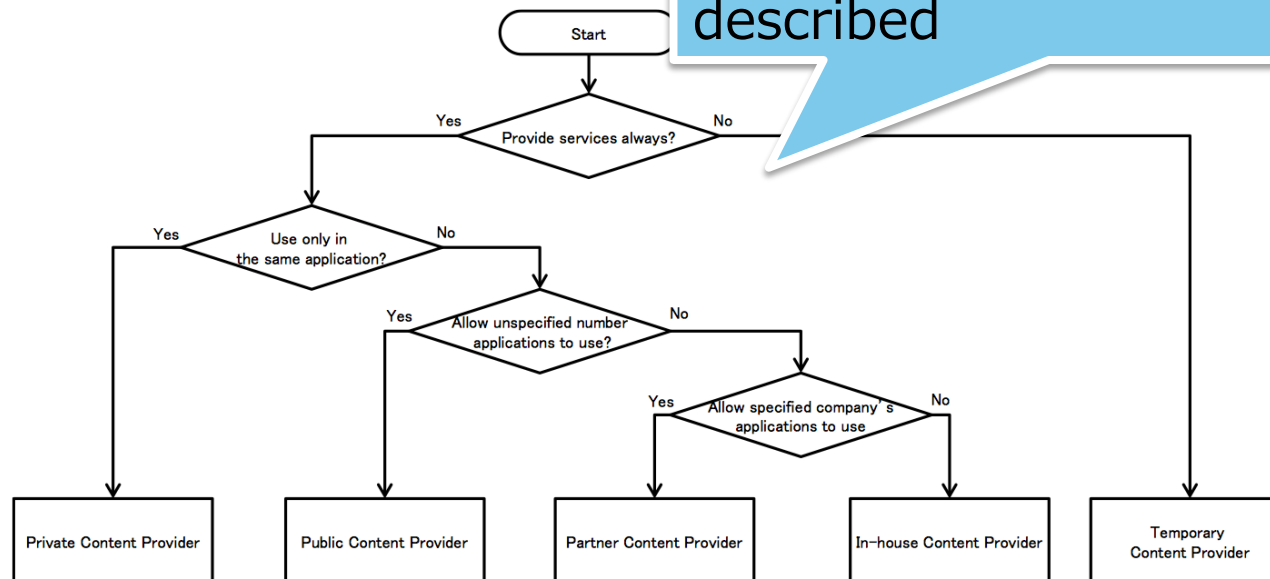 described
Start
Yes
No
Provide services always?
Yes
No
Use only in
the same application?
Yes
No
Allow unspecified number
applications to use?
Yes
No
Allow specified company's
applications to use
Private Content Provider
Public Content Provider
Partner Content Provider
In-house Content Provider
Temporary
Content Provider